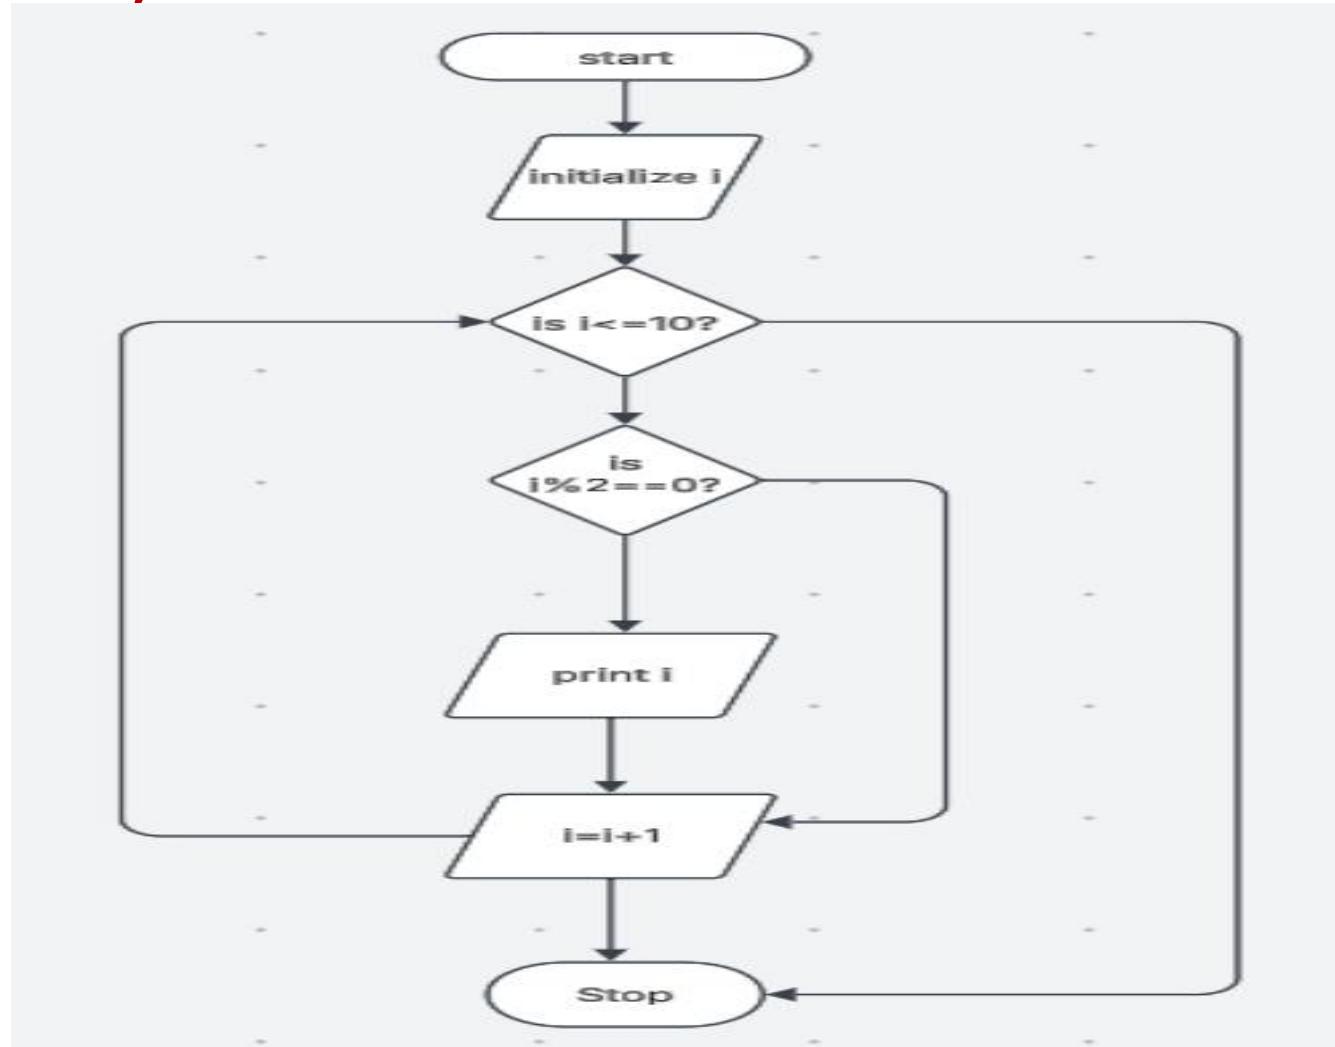 start
initialize i
is i<=10?
is
i%2==0?
print i
i=i+1
Stop